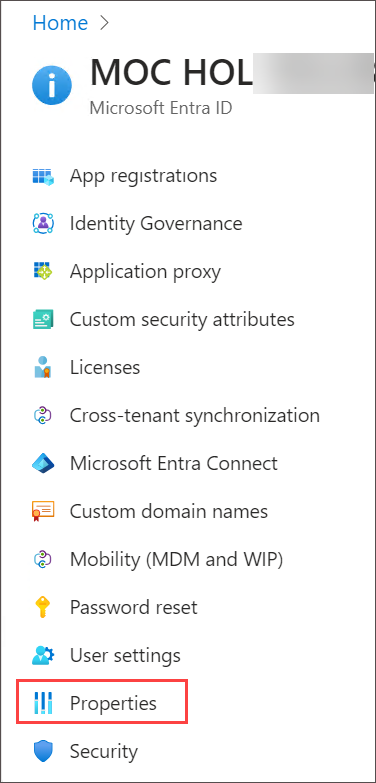 Home
MOC HOL
Microsoft Entra ID
App registrations
Identity Governance
Application proxy
Custom security attributes
Licenses
Cross-tenant synchronization
Microsoft Entra Connect
Custom domain names
Mobility (MDM and WIP)
Password reset
User settings
Properties
Security